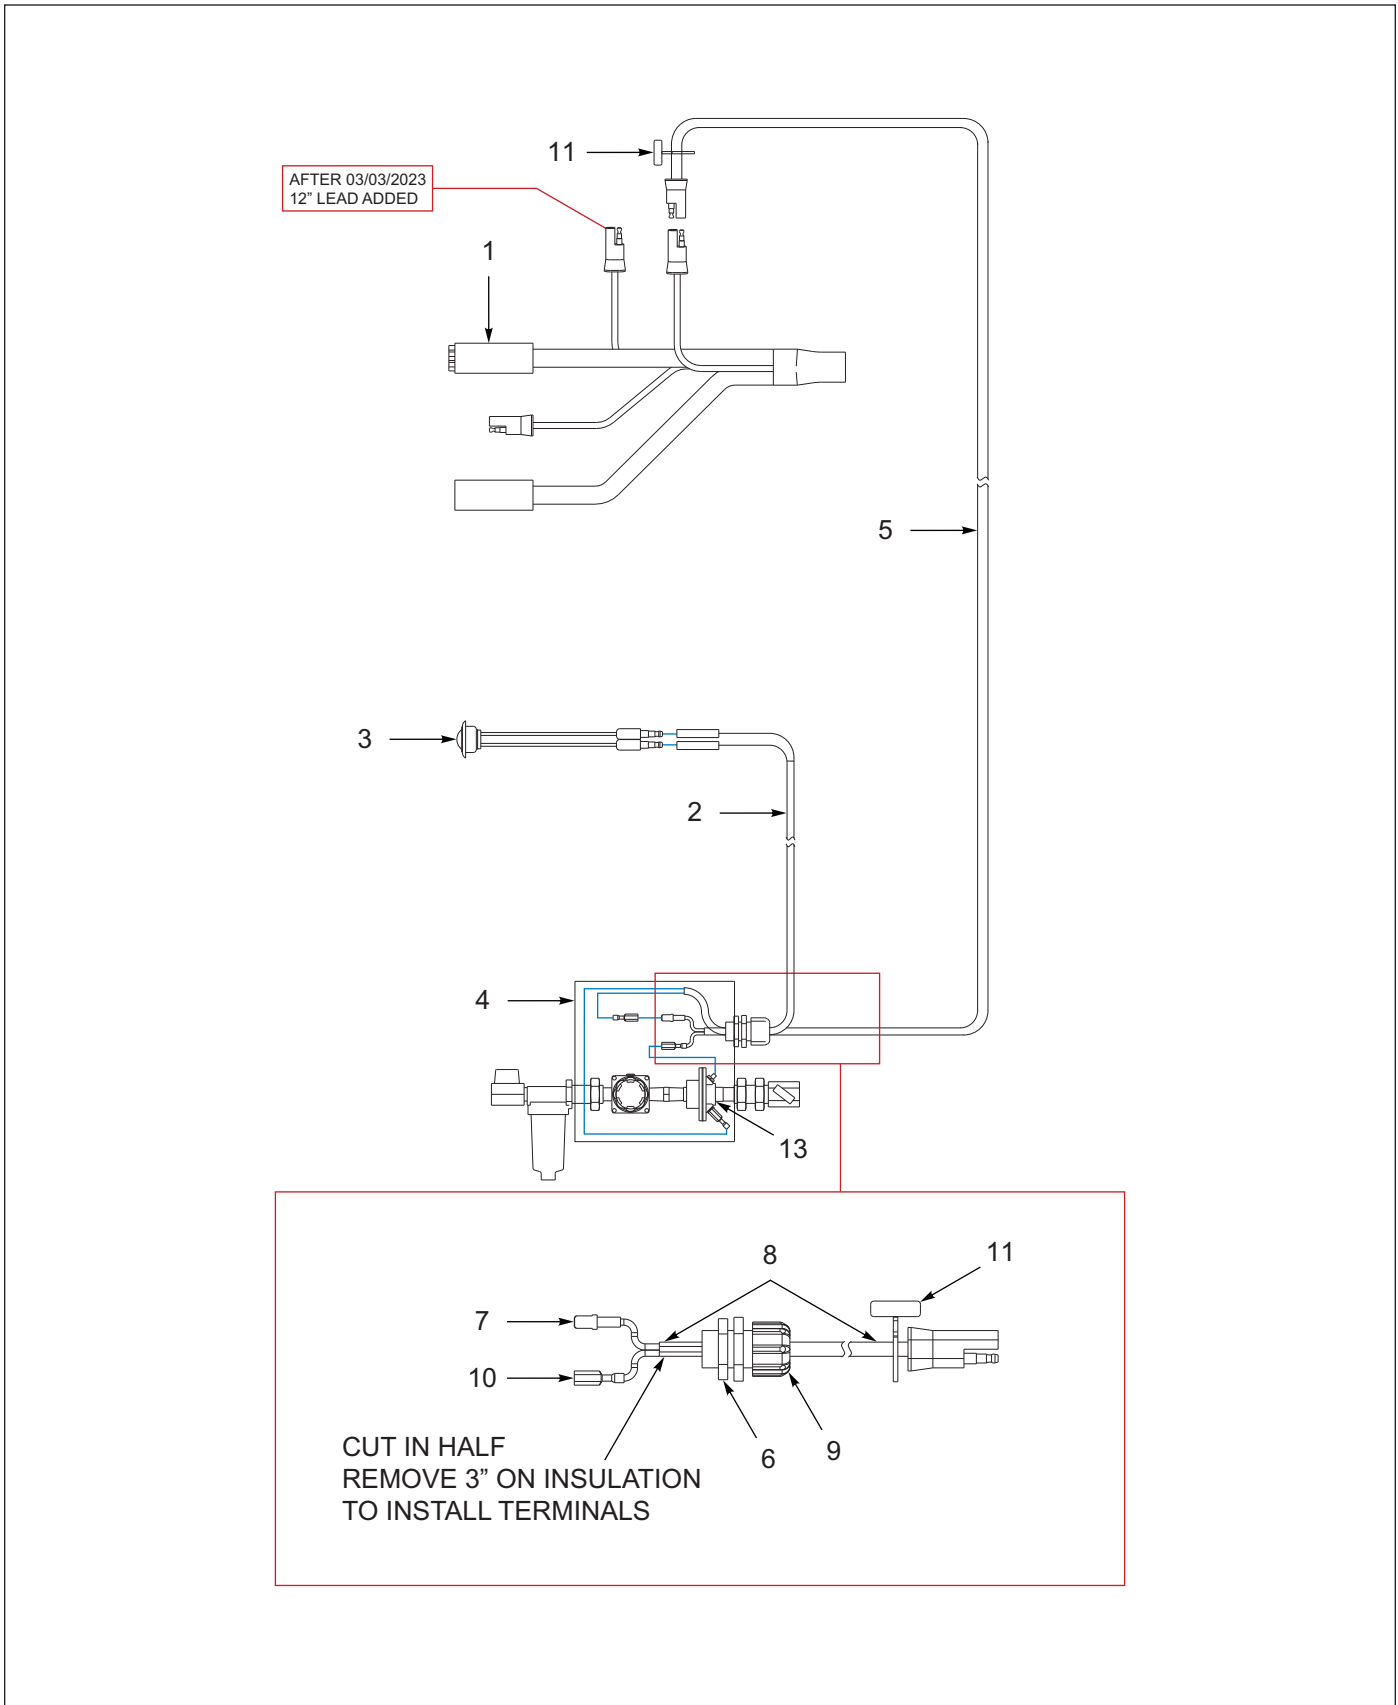 11
AFTER 03/03/2023
12” LEAD ADDED
1
5
3
2
4
13
8
11
7
10
6
9
CUT IN HALF
REMOVE 3” ON INSULATION
TO INSTALL TERMINALS